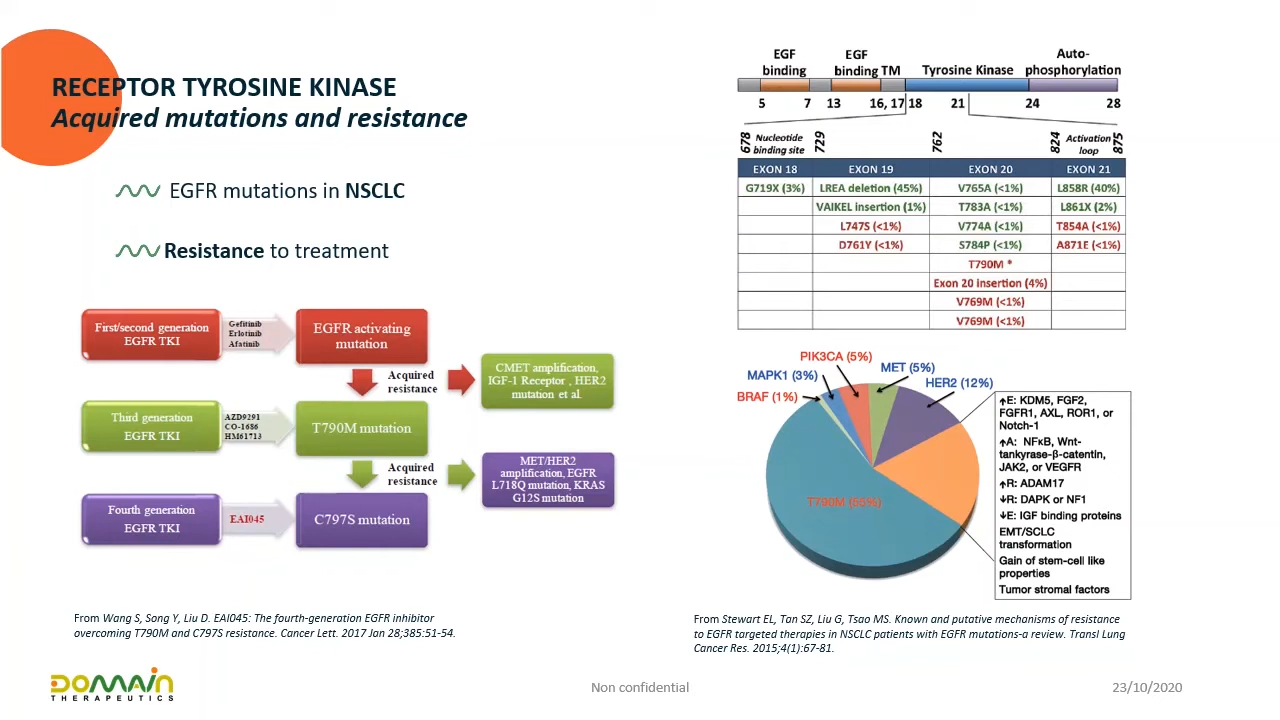 RECEPTOR TYROSINE KINASE
Acquired mutations and resistance
EGFR mutations in NSCLC
Resistance to treatment
First/second generation
EGFR TKI
Gefitinib
Erlotinib
Afatinib
EGFR activating
mutation
Acquired
resistance
CMET amplification,
IGF-1 Receptor , HER2
mutation et al.
Third generation
EGFR TKI
AZD9291
CO-1686
HM61713
T790M mutation
Acquired
resistance
MET/HER2
amplification, EGFR
L718Q mutation, KRAS
G12S mutation
Fourth generation
EGFR TKI
EAI045
C797S mutation
From Wang S, Song Y, Liu D. EAI045: The fourth-generation EGFR inhibitor
overcoming T790M and C797S resistance. Cancer Lett. 2017 Jan 28;385:51-54.
EGF
binding
EGF
binding TM
Tyrosine Kinase
Auto-
phosphorylation
5 7 13 16, 17 18 21 24 28
678 Nucleotide
binding site 729 762 824 Activation
loop 875
EXON 18 EXON 19 EXON 20 EXON 21
G719X (3%) LREA deletion (45%) V765A (<1%) L858R (40%)
VAIKEL insertion (1%) T783A (<1%) L861X (2%)
L747S (<1%) V774A (<1%) T854A (<1%)
D761Y (<1%) S784P (<1%) A871E (<1%)
T790M *
Exon 20 insertion (4%)
V769M (<1%)
V769M (<1%)
PIK3CA (5%)
MAPK1 (3%)
MET (5%)
HER2 (12%)
BRAF (1%)
T790M (55%)
↑E: KDM5, FGF2,
FGFR1, AXL, ROR1, or
Notch-1
↑A: NFκB, Wnt-
tankyrase-β-catentin,
JAK2, or VEGFR
↑R: ADAM17
↓R: DAPK or NF1
↓E: IGF binding proteins
EMT/SCLC
transformation
Gain of stem-cell like
properties
Tumor stromal factors
From Stewart EL, Tan SZ, Liu G, Tsao MS. Known and putative mechanisms of resistance
to EGFR targeted therapies in NSCLC patients with EGFR mutations-a review. Transl Lung
Cancer Res. 2015;4(1):67-81.
DOMAIN
THERAPEUTICS
Non confidential
23/10/2020